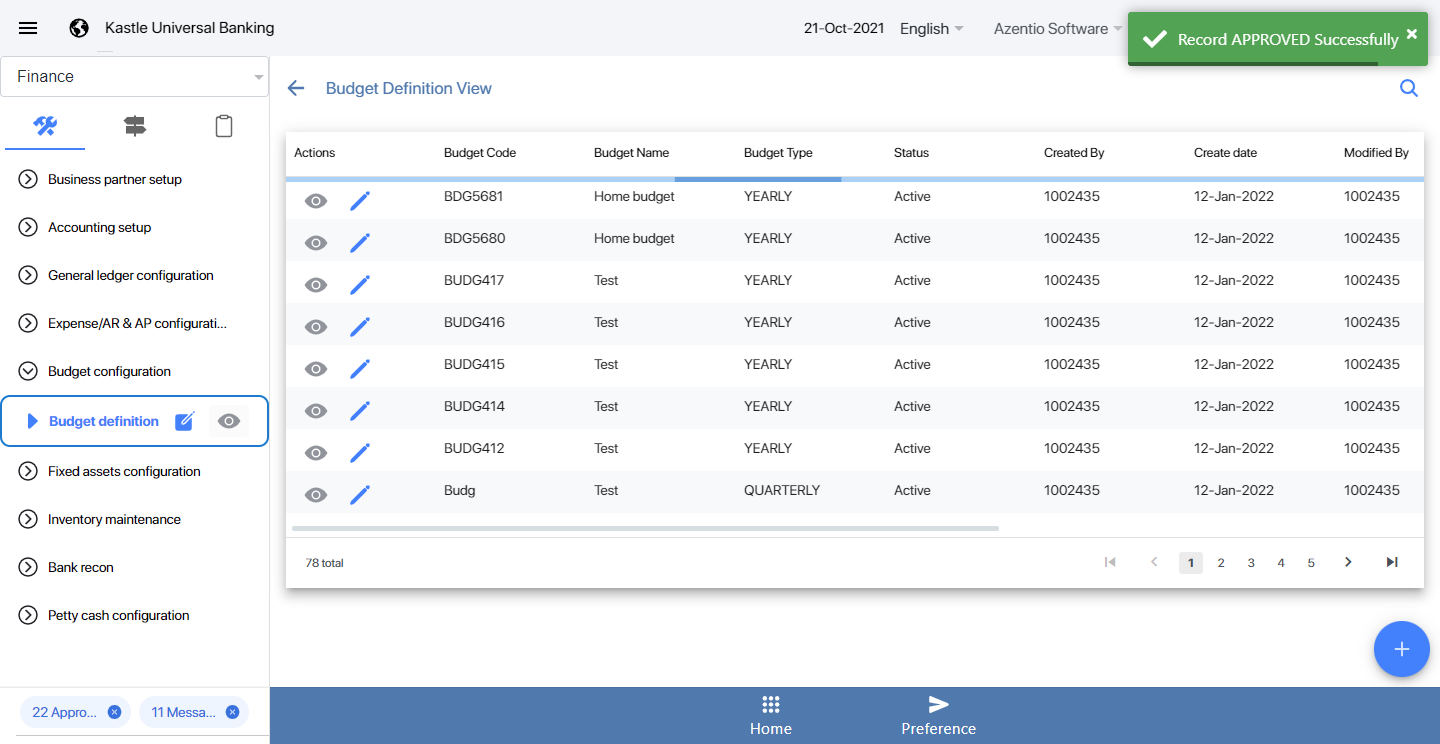 Kastle Universal Banking
21-Oct-2021 English Azentio Software
Record APPROVED Successfully
Finance
Business partner setup
Accounting setup
General ledger configuration
Expense/AR & AP configurati...
Budget configuration
Budget definition
Fixed assets configuration
Inventory maintenance
Bank recon
Petty cash configuration
22 Appro... 11 Messa...
Budget Definition View
Actions Budget Code Budget Name Budget Type Status Created By Create date Modified By
BDG5681 Home budget YEARLY Active 1002435 12-Jan-2022 1002435
BDG5680 Home budget YEARLY Active 1002435 12-Jan-2022 1002435
BUDG417 Test YEARLY Active 1002435 12-Jan-2022 1002435
BUDG416 Test YEARLY Active 1002435 12-Jan-2022 1002435
BUDG415 Test YEARLY Active 1002435 12-Jan-2022 1002435
BUDG414 Test YEARLY Active 1002435 12-Jan-2022 1002435
BUDG412 Test YEARLY Active 1002435 12-Jan-2022 1002435
Budg Test QUARTERLY Active 1002435 12-Jan-2022 1002435
78 total 1 2 3 4 5
Home Preference